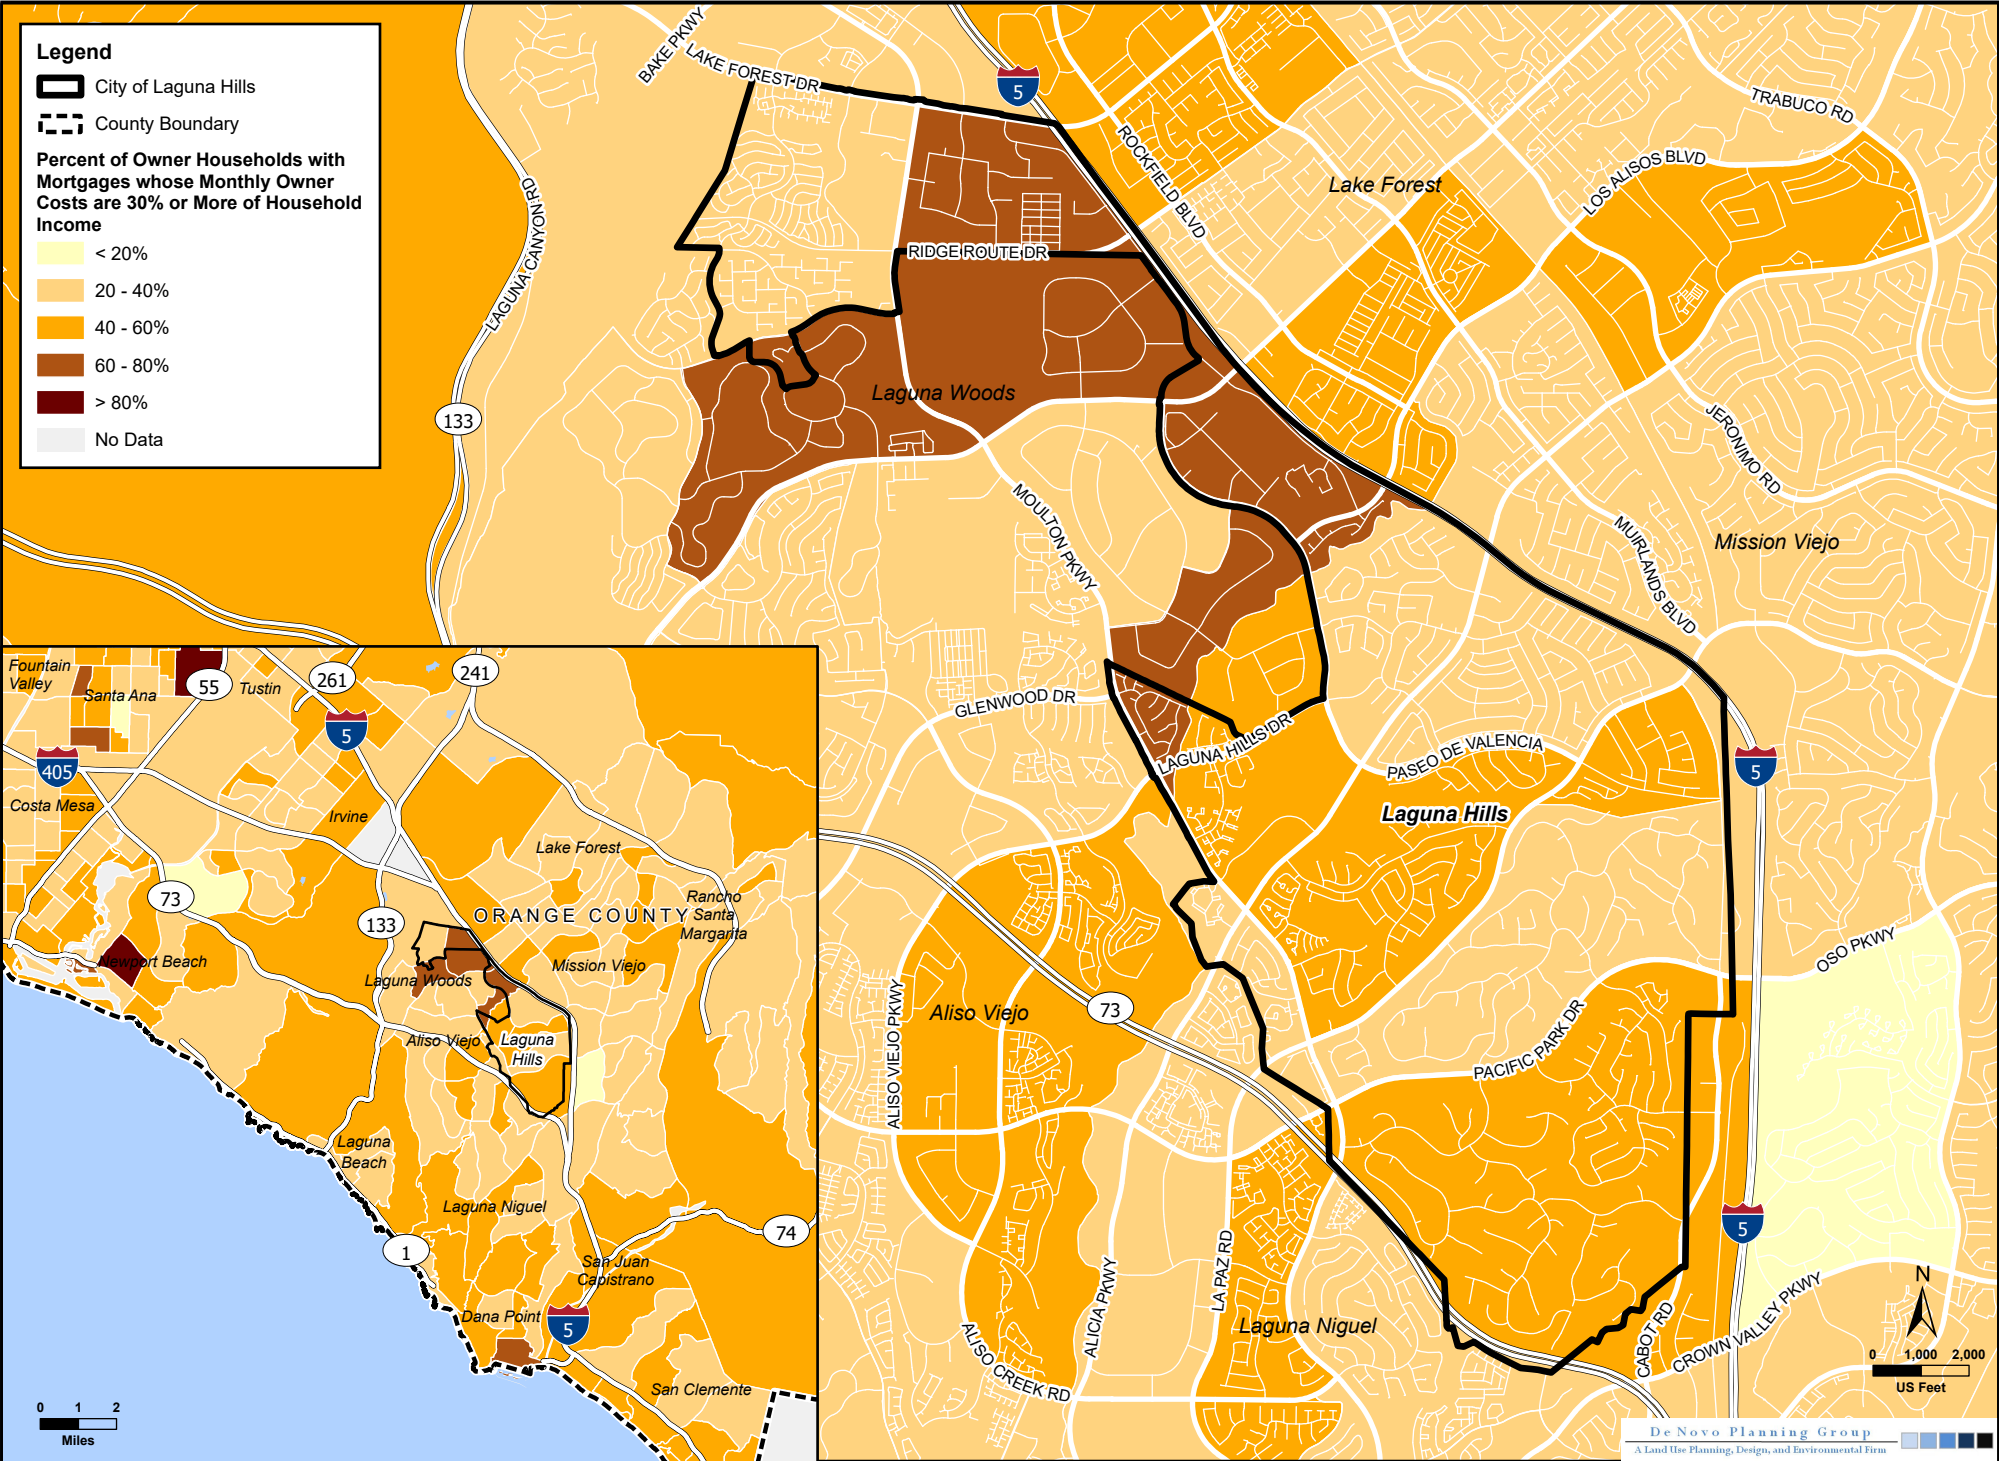 Legend
City of Laguna Hills
County Boundary
Percent of Owner Households with
Mortgages whose Monthly Owner
Costs are 30% or More of Household
Income
< 20%
20 - 40%
40 - 60%
60 - 80%
> 80%
No Data
BAKE PKWY
LAKE FOREST DR
5
ROCKFIELD BLVD
TRABUCO RD
LOS ALISOS BLVD
Lake Forest
LAGUNA CANYON RD
RIDGE ROUTE DR
133
Laguna Woods
JERONIMO RD
MOULTON PKWY
MUIRLANDS BLVD
Mission Viejo
GLENWOOD DR
LAGUNA HILLS DR
PASEO DE VALENCIA
5
Laguna Hills
OSO PKWY
ALISO VIEJO PKWY
Aliso Viejo
73
PACIFIC PARK DR
5
LA PAZ RD
ALICIA PKWY
ALISO CREEK RD
Laguna Niguel
CABOT RD
CROWN VALLEY PKWY
N
0 1,000 2,000
US Feet
De Novo Planning Group
A Land Use Planning, Design, and Environmental Firm
Fountain
Valley
Santa Ana
55
Tustin
261
241
5
405
Costa Mesa
Irvine
Lake Forest
73
133
ORANGE COUNTY
Rancho
Santa
Margarita
Newport Beach
Laguna Woods
Mission Viejo
Aliso Viejo
Laguna
Hills
Laguna
Beach
Laguna Niguel
1
74
San Juan
Capistrano
Dana Point
5
San Clemente
0 1 2
Miles